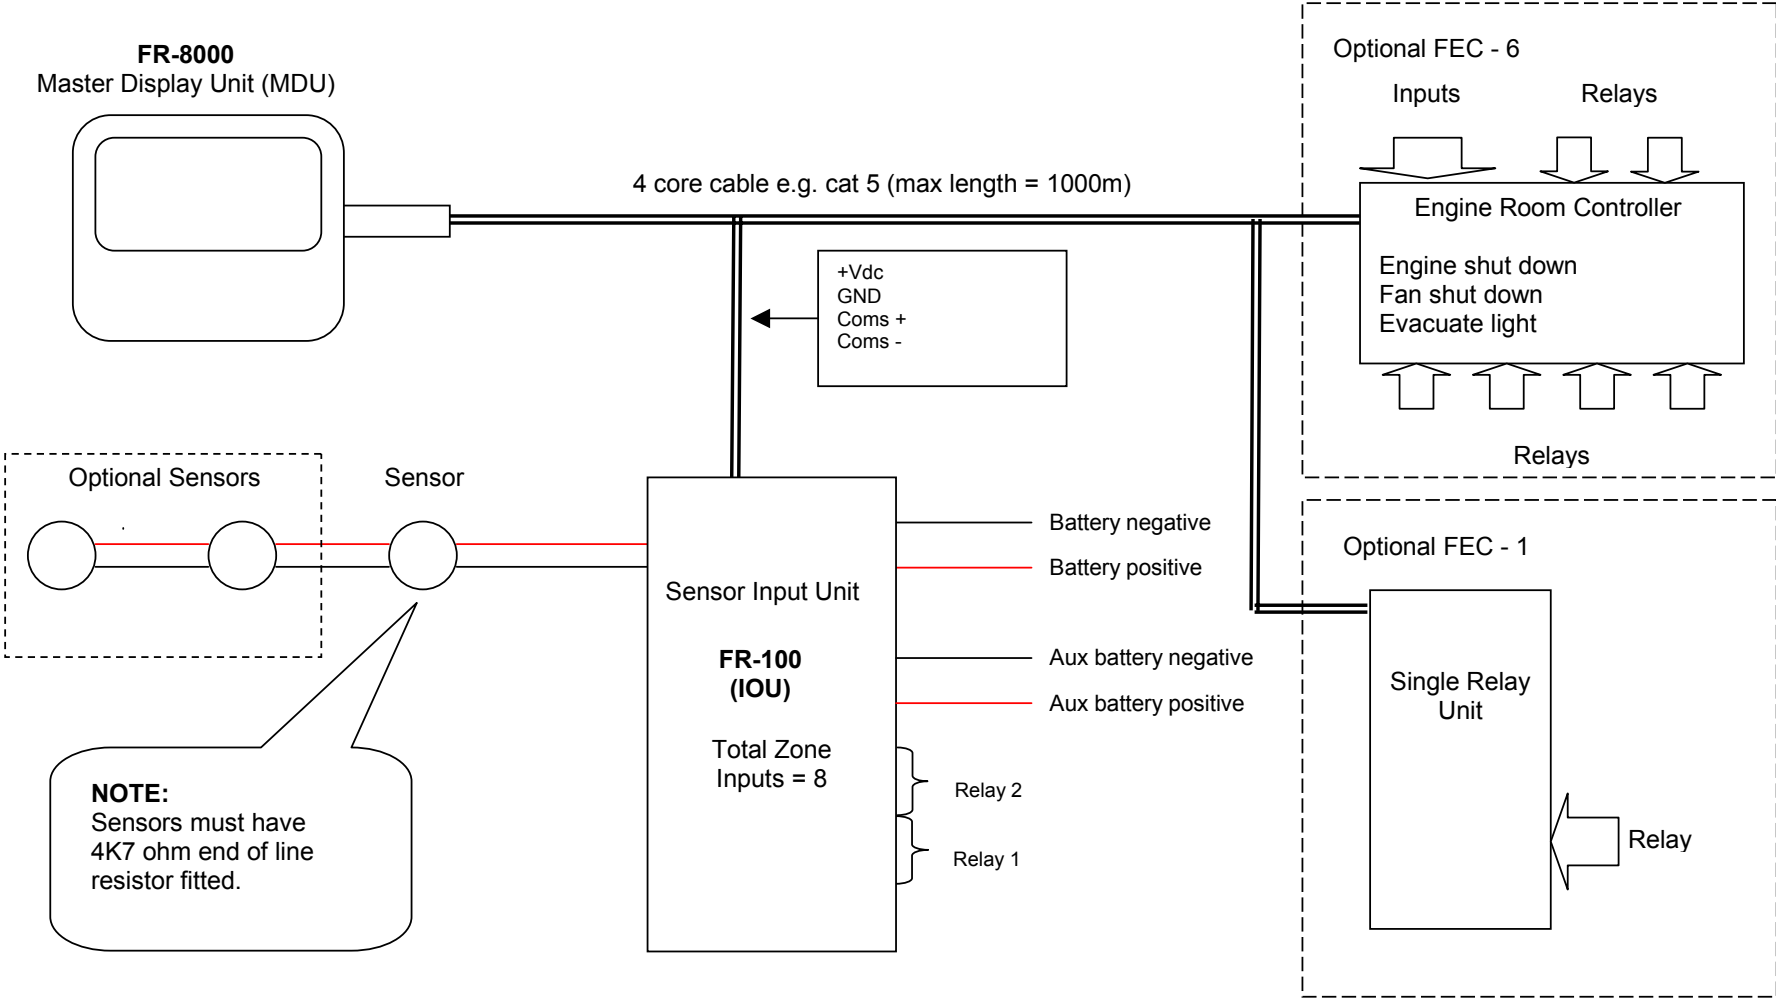 FR-8000
Master Display Unit (MDU)
4 core cable e.g. cat 5 (max length = 1000m)
Optional FEC - 6
Inputs
Relays
Engine Room Controller
Engine shut down
Fan shut down
Evacuate light
Relays
+Vdc
GND
Coms +
Coms -
Optional Sensors
Sensor
Sensor Input Unit
FR-100
(IOU)
Total Zone
Inputs = 8
Battery negative
Battery positive
Aux battery negative
Aux battery positive
Relay 2
Relay 1
NOTE:
Sensors must have
4K7 ohm end of line
resistor fitted.
Optional FEC - 1
Single Relay
Unit
Relay